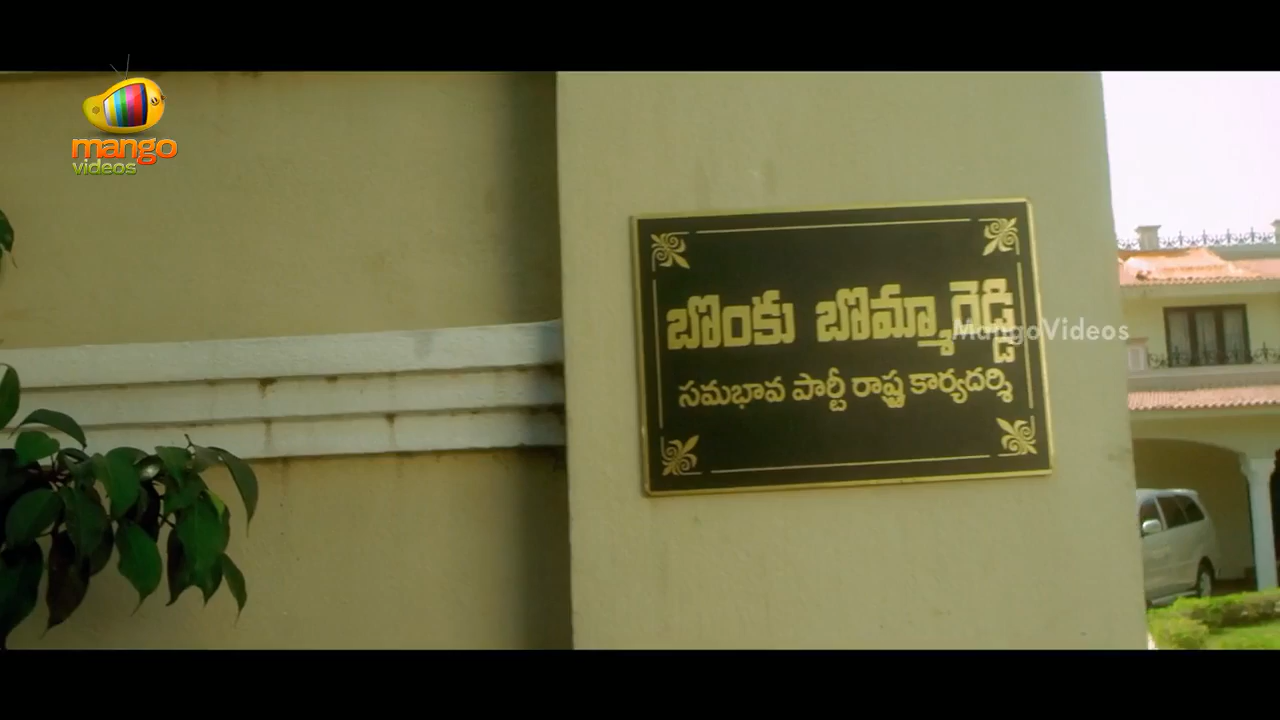 mango
videos
బొంకు బొమ్మారెడ్డి
MangoVideos
సమభావ పార్టీ రాష్ట్ర కార్యదర్శి